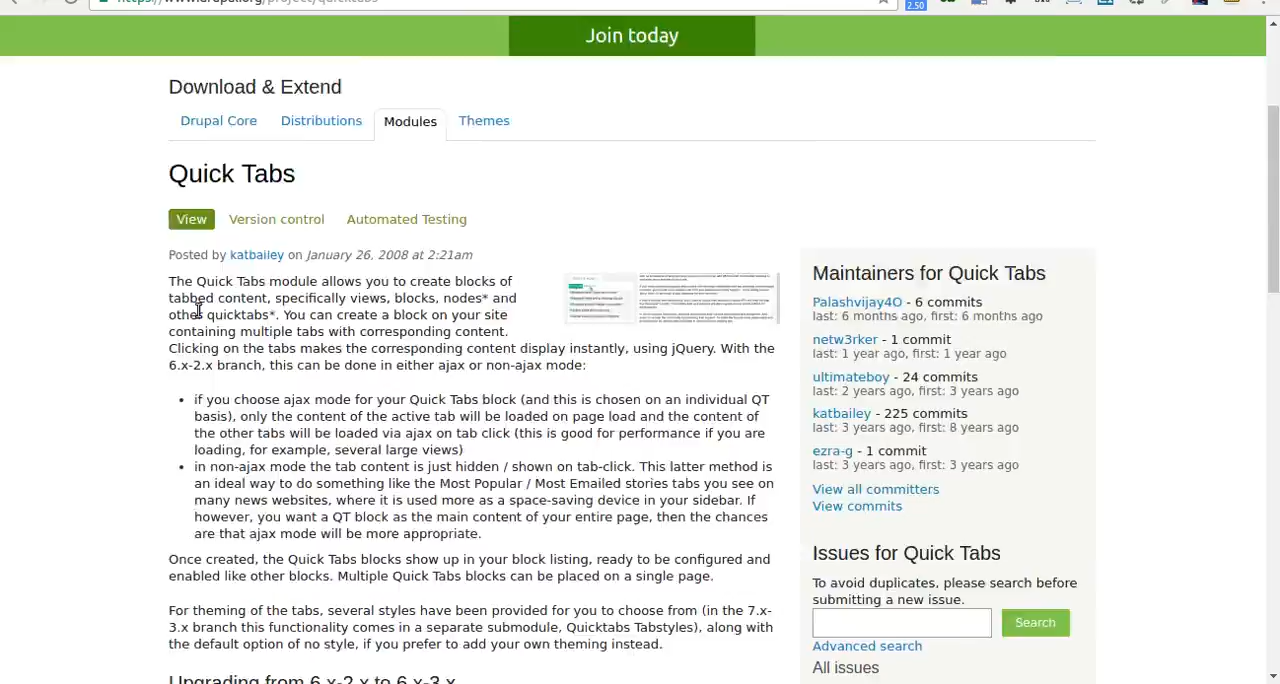 2.50
Join today
Download & Extend
Drupal Core
Distributions
Modules
Themes
Quick Tabs
View
Version control
Automated Testing
Posted by katbailey on January 26, 2008 at 2:21am
The Quick Tabs module allows you to create blocks of
tabbed content, specifically views, blocks, nodes* and
other quicktabs*. You can create a block on your site
containing multiple tabs with corresponding content.
Clicking on the tabs makes the corresponding content display instantly, using jQuery. With the
6.x-2.x branch, this can be done in either ajax or non-ajax mode:
• if you choose ajax mode for your Quick Tabs block (and this is chosen on an individual QT
basis), only the content of the active tab will be loaded on page load and the content of
the other tabs will be loaded via ajax on tab click (this is good for performance if you are
loading, for example, several large views)
• in non-ajax mode the tab content is just hidden / shown on tab-click. This latter method is
an ideal way to do something like the Most Popular / Most Emailed stories tabs you see on
many news websites, where it is used more as a space-saving device in your sidebar. If
however, you want a QT block as the main content of your entire page, then the chances
are that ajax mode will be more appropriate.
Once created, the Quick Tabs blocks show up in your block listing, ready to be configured and
enabled like other blocks. Multiple Quick Tabs blocks can be placed on a single page.
For theming of the tabs, several styles have been provided for you to choose from (in the 7.x-
3.x branch this functionality comes in a separate submodule, Quicktabs Tabstyles), along with
the default option of no style, if you prefer to add your own theming instead.
Upgrading from 6.x-2.x to 6.x-3.x
Maintainers for Quick Tabs
Palashvijay4O - 6 commits
last: 6 months ago, first: 6 months ago
netw3rker - 1 commit
last: 1 year ago, first: 1 year ago
ultimateboy - 24 commits
last: 2 years ago, first: 3 years ago
katbailey - 225 commits
last: 3 years ago, first: 8 years ago
ezra-g - 1 commit
last: 3 years ago, first: 3 years ago
View all committers
View commits
Issues for Quick Tabs
To avoid duplicates, please search before
submitting a new issue.
Search
Advanced search
All issues